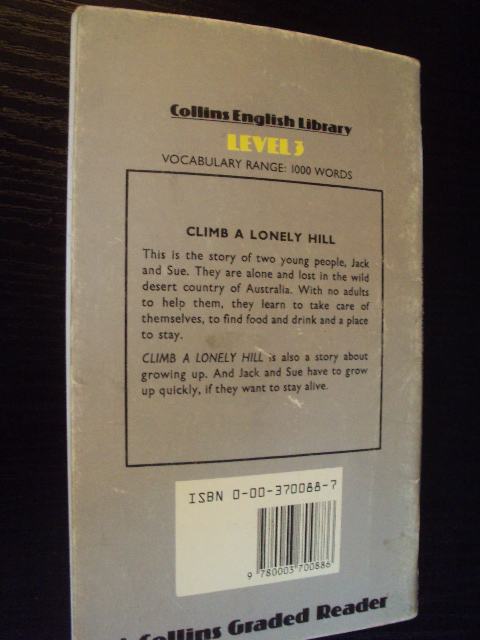 Collins English Library
LEVEL 3
VOCABULARY RANGE: 1000 WORDS
CLIMB A LONELY HILL
This is the story of two young people, Jack
and Sue. They are alone and lost in the wild
desert country of Australia. With no adults
to help them, they learn to take care of
themselves, to find food and drink and a place
to stay.
CLIMB A LONELY HILL is also a story about
growing up. And Jack and Sue have to grow
up quickly, if they want to stay alive.
ISBN 0-00-370088-7
9 780003 700886
A Collins Graded Reader